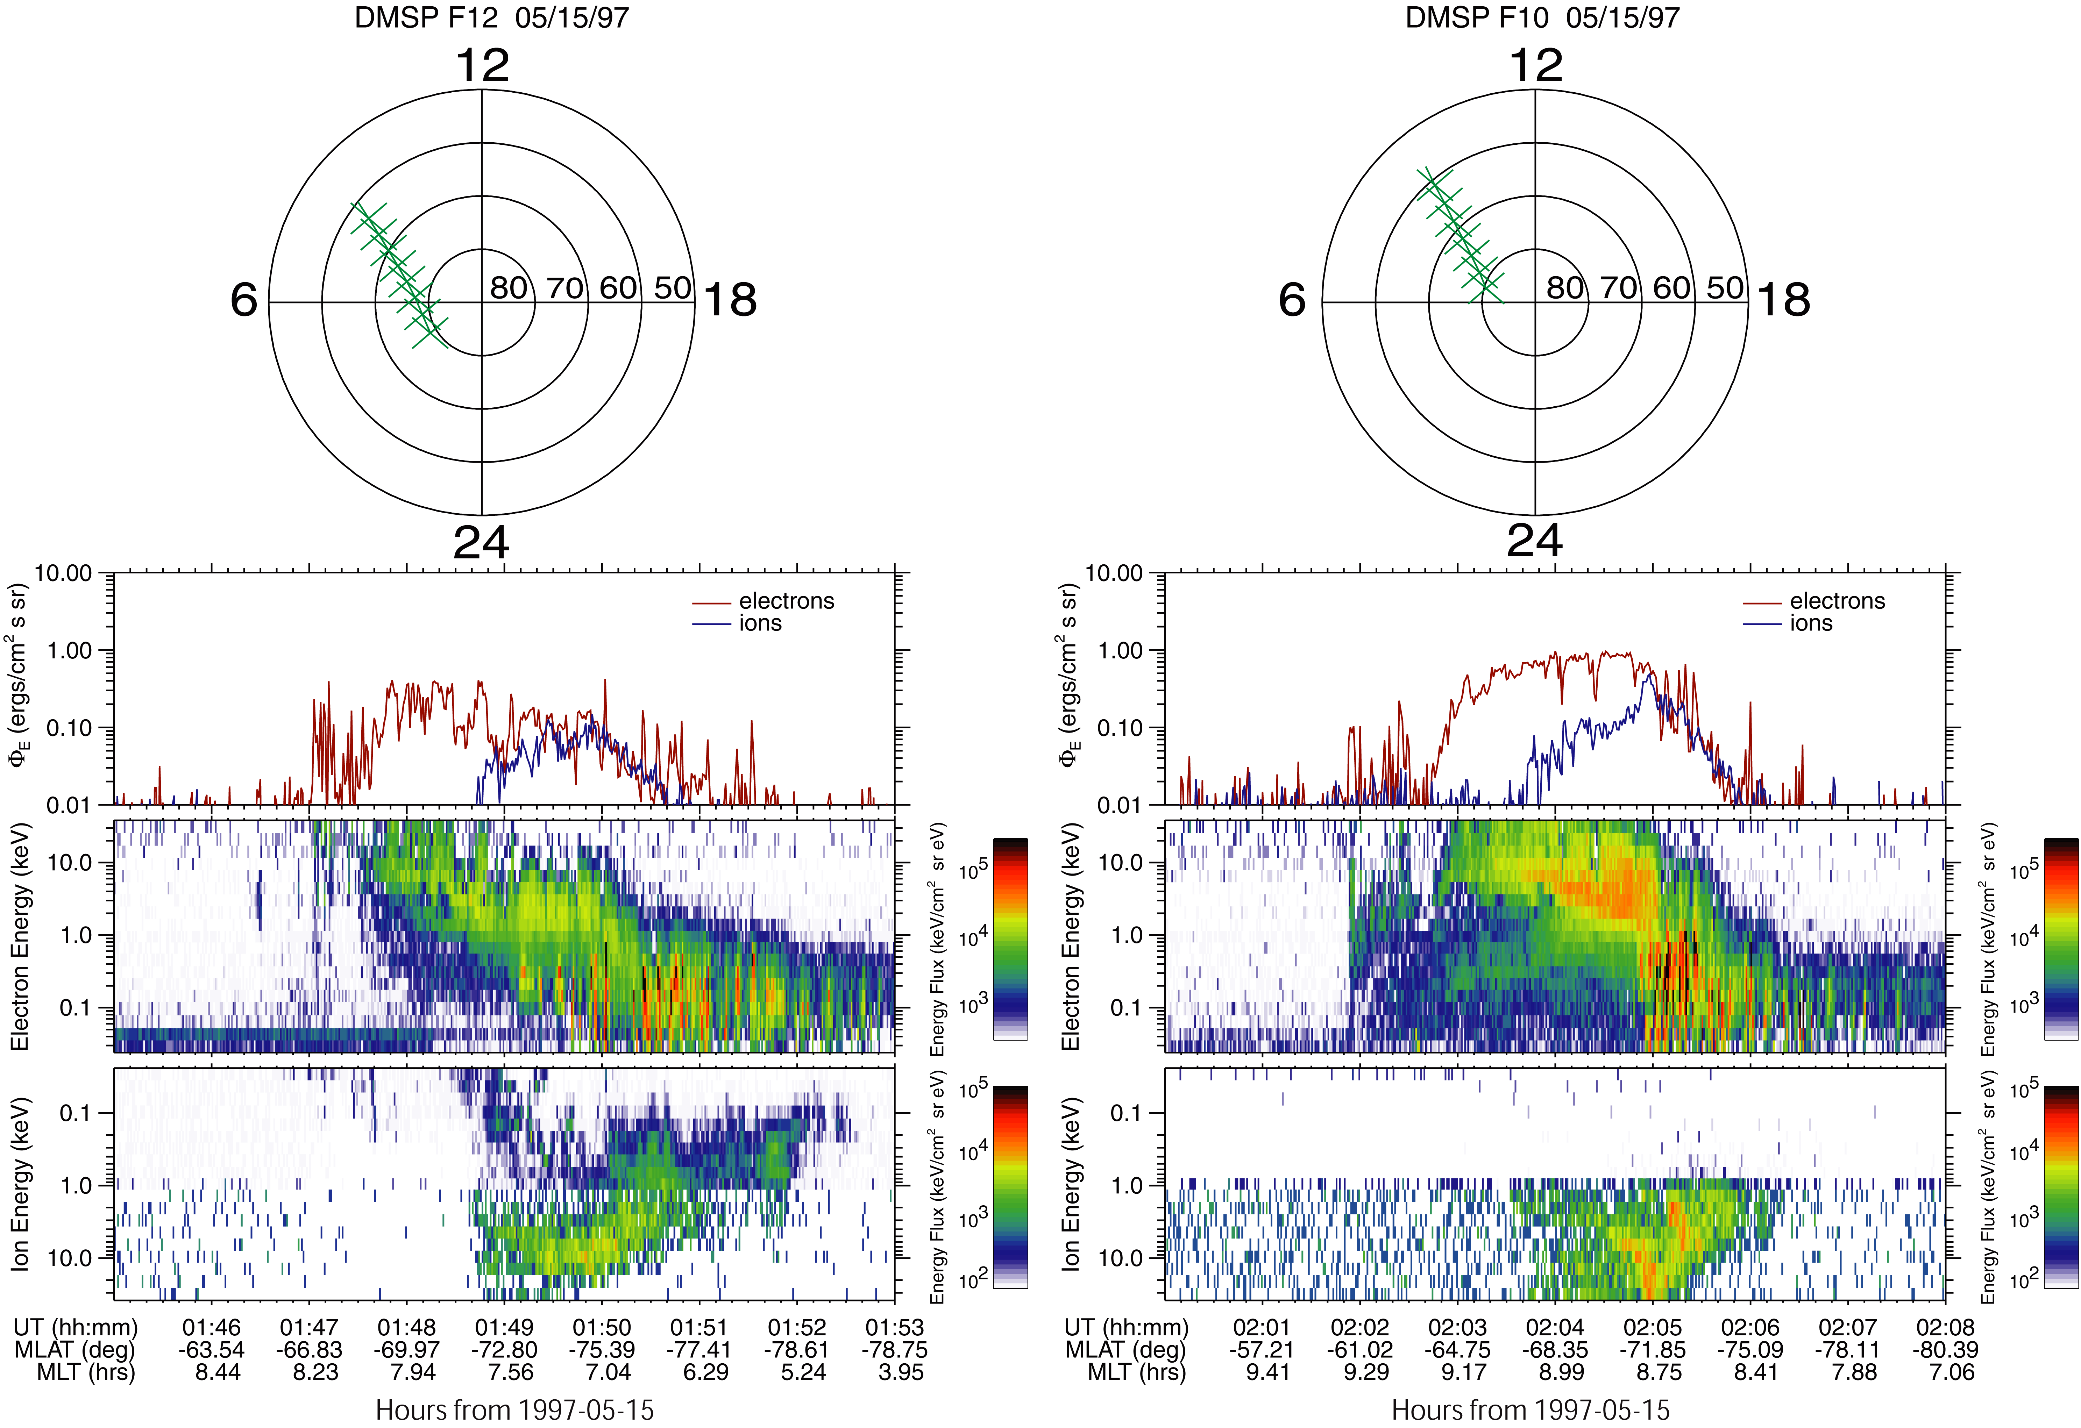 DMSP F12 05/15/97
12
6
80 70 60 50
18
24
10.00
1.00
0.10
0.01
Φ_E (ergs/cm² s sr)
electrons
ions
10.0
1.0
0.1
Electron Energy (keV)
10⁵
10⁴
10³
Energy Flux (keV/cm² sr eV)
0.1
1.0
10.0
Ion Energy (keV)
10⁵
10⁴
10³
10²
Energy Flux (keV/cm² sr eV)
UT (hh:mm) 01:46 01:47 01:48 01:49 01:50 01:51 01:52 01:53
MLAT (deg) -63.54 -66.83 -69.97 -72.80 -75.39 -77.41 -78.61 -78.75
MLT (hrs) 8.44 8.23 7.94 7.56 7.04 6.29 5.24 3.95
Hours from 1997-05-15
DMSP F10 05/15/97
12
6
80 70 60 50
18
24
10.00
1.00
0.10
0.01
Φ_E (ergs/cm² s sr)
electrons
ions
10.0
1.0
0.1
Electron Energy (keV)
10⁵
10⁴
10³
Energy Flux (keV/cm² sr eV)
0.1
1.0
10.0
Ion Energy (keV)
10⁵
10⁴
10³
10²
Energy Flux (keV/cm² sr eV)
UT (hh:mm) 02:01 02:02 02:03 02:04 02:05 02:06 02:07 02:08
MLAT (deg) -57.21 -61.02 -64.75 -68.35 -71.85 -75.09 -78.11 -80.39
MLT (hrs) 9.41 9.29 9.17 8.99 8.75 8.41 7.88 7.06
Hours from 1997-05-15